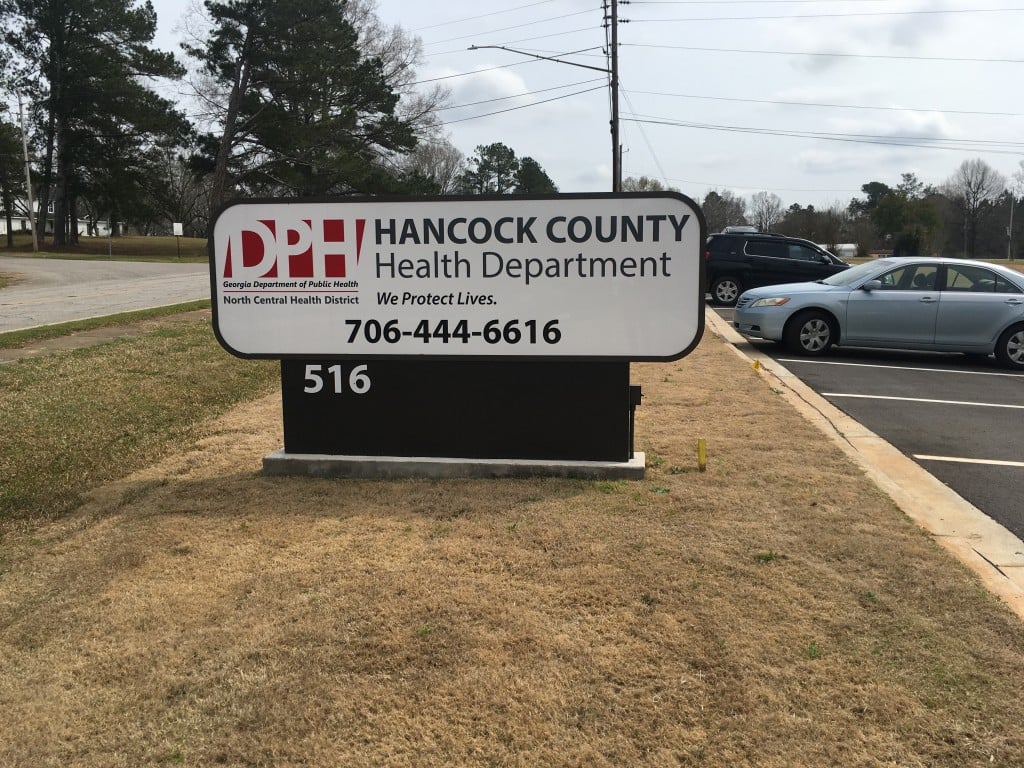 DPH
Georgia Department of Public Health
North Central Health District
HANCOCK COUNTY
Health Department
We Protect Lives.
706-444-6616
516